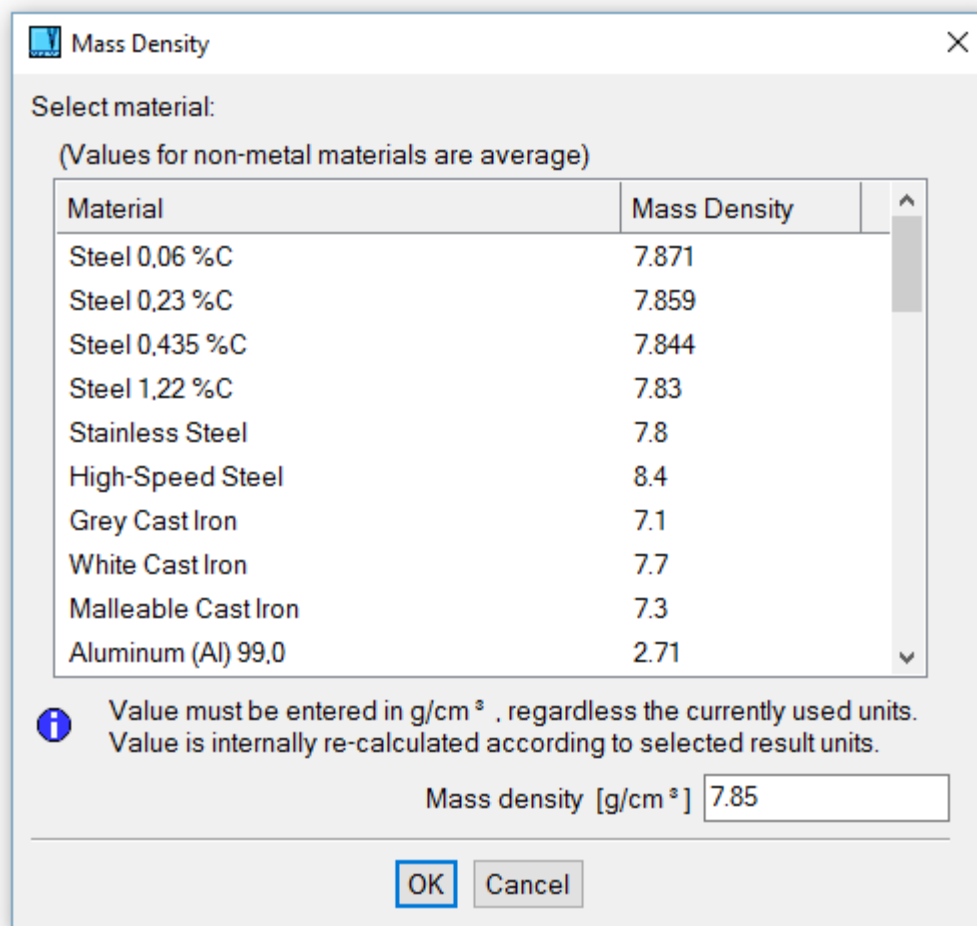 Mass Density
Select material:
(Values for non-metal materials are average)
Material Mass Density
Steel 0,06 %C 7.871
Steel 0,23 %C 7.859
Steel 0,435 %C 7.844
Steel 1,22 %C 7.83
Stainless Steel 7.8
High-Speed Steel 8.4
Grey Cast Iron 7.1
White Cast Iron 7.7
Malleable Cast Iron 7.3
Aluminum (Al) 99,0 2.71
Value must be entered in g/cm³ , regardless the currently used units.
Value is internally re-calculated according to selected result units.
Mass density [g/cm³] 7.85
OK Cancel